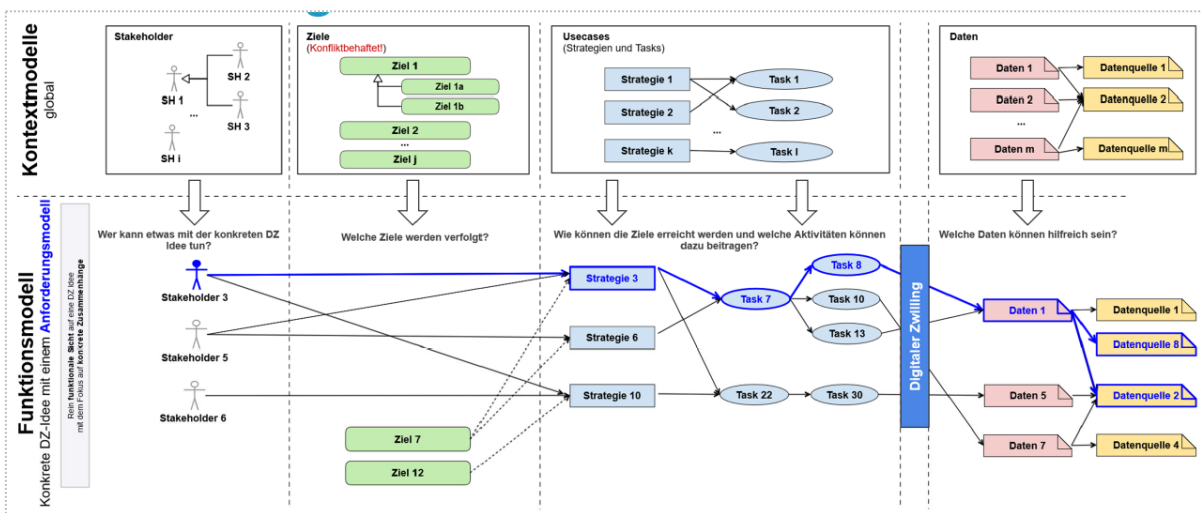 Kontextmodelle
global
Stakeholder
SH 2
SH 1
...
SH 3
SH i
Ziele
(Konfliktbehaftet!)
Ziel 1
Ziel 1a
Ziel 1b
Ziel 2
...
Ziel j
Usecases
(Strategien und Tasks)
Strategie 1
Task 1
Strategie 2
Task 2
...
Strategie k
Task l
Daten
Daten 1
Datenquelle 1
Daten 2
Datenquelle 2
...
Daten m
Datenquelle m
Funktionsmodell
Konkrete DZ-Idee mit einem Anforderungsmodell
Rein funktionale Sicht auf eine DZ Idee
mit dem Fokus auf konkrete Zusammenhänge
Wer kann etwas mit der konkreten DZ
Idee tun?
Stakeholder 3
Stakeholder 5
Stakeholder 6
Welche Ziele werden verfolgt?
Ziel 7
Ziel 12
Wie können die Ziele erreicht werden und welche Aktivitäten können
dazu beitragen?
Strategie 3
Strategie 6
Strategie 10
Task 7
Task 8
Task 10
Task 13
Task 22
Task 30
Digitaler Zwilling
Welche Daten können hilfreich sein?
Daten 1
Datenquelle 1
Datenquelle 8
Daten 5
Datenquelle 2
Daten 7
Datenquelle 4